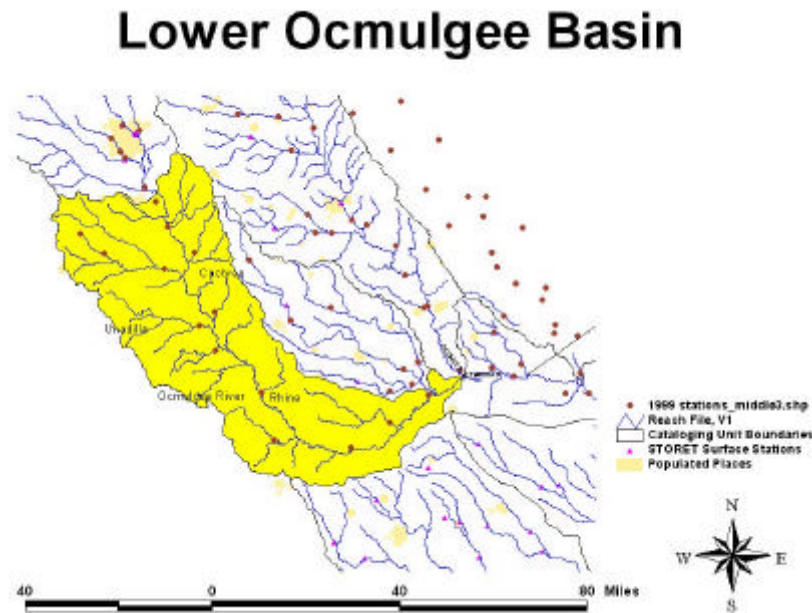 Lower Ocmulgee Basin
Cochran
Unadilla
Ocmulgee River
Rhine
1999 stations_middle3.shp
Reach File, V1
Cataloging Unit Boundaries
STORET Surface Stations
Populated Places
N
W
E
S
40
0
40
80
Miles